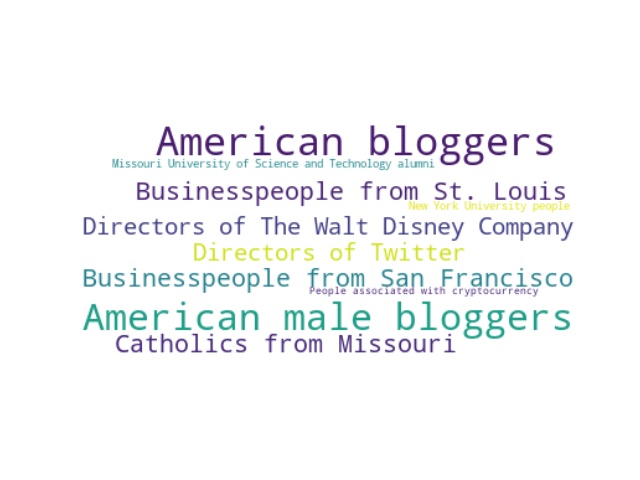 American bloggers
Missouri University of Science and Technology alumni
Businesspeople from St. Louis
New York University people
Directors of The Walt Disney Company
Directors of Twitter
Businesspeople from San Francisco
People associated with cryptocurrency
American male bloggers
Catholics from Missouri